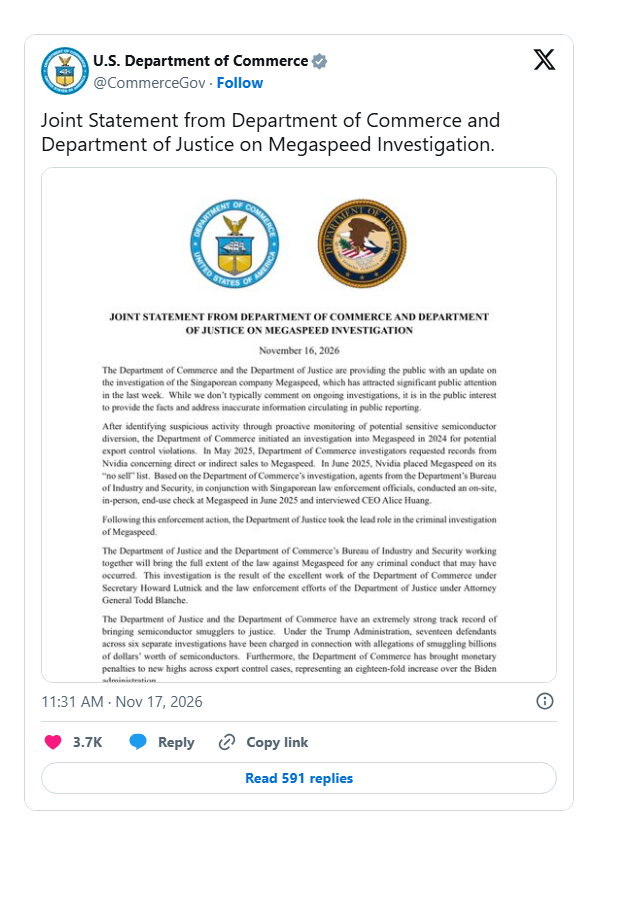 U.S. Department of Commerce
@CommerceGov · Follow
Joint Statement from Department of Commerce and
Department of Justice on Megaspeed Investigation.
DEPARTMENT OF COMMERCE
UNITED STATES OF AMERICA
DEPARTMENT OF JUSTICE
JOINT STATEMENT FROM DEPARTMENT OF COMMERCE AND DEPARTMENT
OF JUSTICE ON MEGASPEED INVESTIGATION
November 16, 2026
The Department of Commerce and the Department of Justice are providing the public with an update on
the investigation of the Singaporean company Megaspeed, which has attracted significant public attention
in the last week. While we don't typically comment on ongoing investigations, it is in the public interest
to provide the facts and address inaccurate information circulating in public reporting.
After identifying suspicious activity through proactive monitoring of potential sensitive semiconductor
diversion, the Department of Commerce initiated an investigation into Megaspeed in 2024 for potential
export control violations. In May 2025, Department of Commerce investigators requested records from
Nvidia concerning direct or indirect sales to Megaspeed. In June 2025, Nvidia placed Megaspeed on its
"no sell" list. Based on the Department of Commerce's investigation, agents from the Department's Bureau
of Industry and Security, in conjunction with Singaporean law enforcement officials, conducted an on-site,
in-person, end-use check at Megaspeed in June 2025 and interviewed CEO Alice Huang.
Following this enforcement action, the Department of Justice took the lead role in the criminal investigation
of Megaspeed.
The Department of Justice and the Department of Commerce's Bureau of Industry and Security working
together will bring the full extent of the law against Megaspeed for any criminal conduct that may have
occurred. This investigation is the result of the excellent work of the Department of Commerce under
Secretary Howard Lutnick and the law enforcement efforts of the Department of Justice under Attorney
General Todd Blanche.
The Department of Justice and the Department of Commerce have an extremely strong track record of
bringing semiconductor smugglers to justice. Under the Trump Administration, seventeen defendants
across six separate investigations have been charged in connection with allegations of smuggling billions
of dollars' worth of semiconductors. Furthermore, the Department of Commerce has brought monetary
penalties to new highs across export control cases, representing an eighteen-fold increase over the Biden
administration.
11:31 AM · Nov 17, 2026
3.7K
Reply
Copy link
Read 591 replies